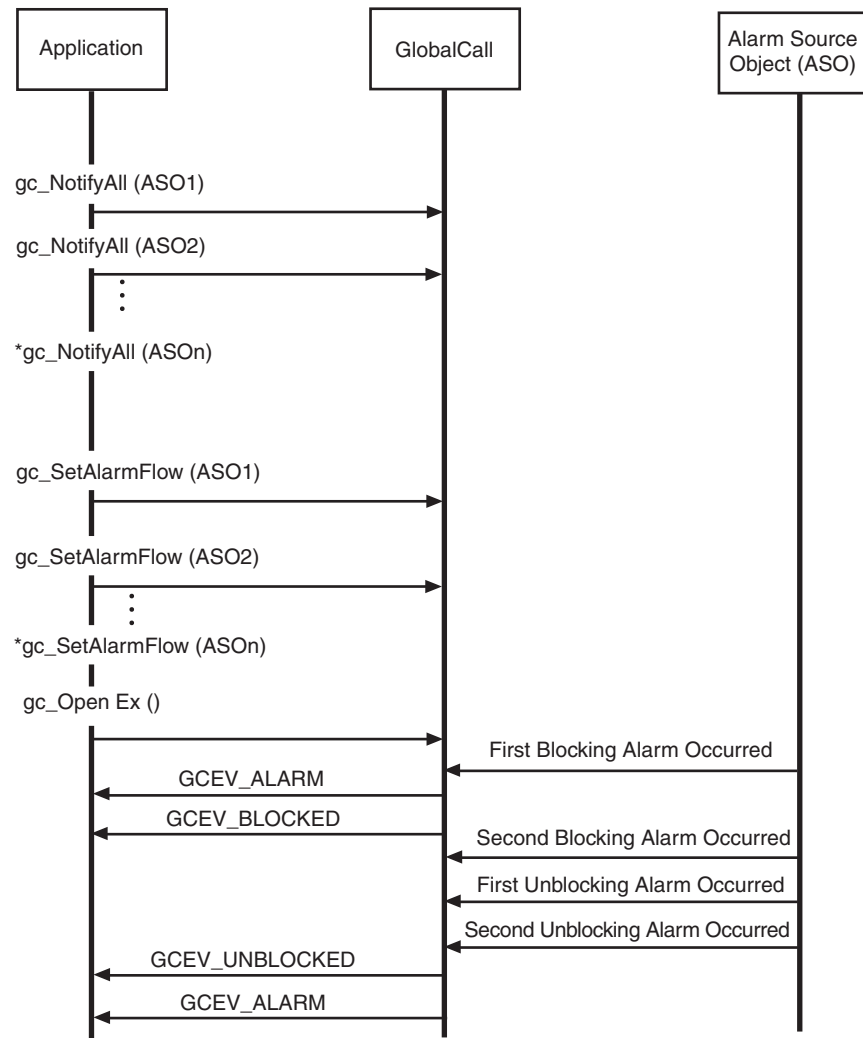 Application
GlobalCall
Alarm Source
Object (ASO)
gc_NotifyAll (ASO1)
gc_NotifyAll (ASO2)
*gc_NotifyAll (ASOn)
gc_SetAlarmFlow (ASO1)
gc_SetAlarmFlow (ASO2)
*gc_SetAlarmFlow (ASOn)
gc_Open Ex ()
First Blocking Alarm Occurred
GCEV_ALARM
GCEV_BLOCKED
Second Blocking Alarm Occurred
First Unblocking Alarm Occurred
Second Unblocking Alarm Occurred
GCEV_UNBLOCKED
GCEV_ALARM